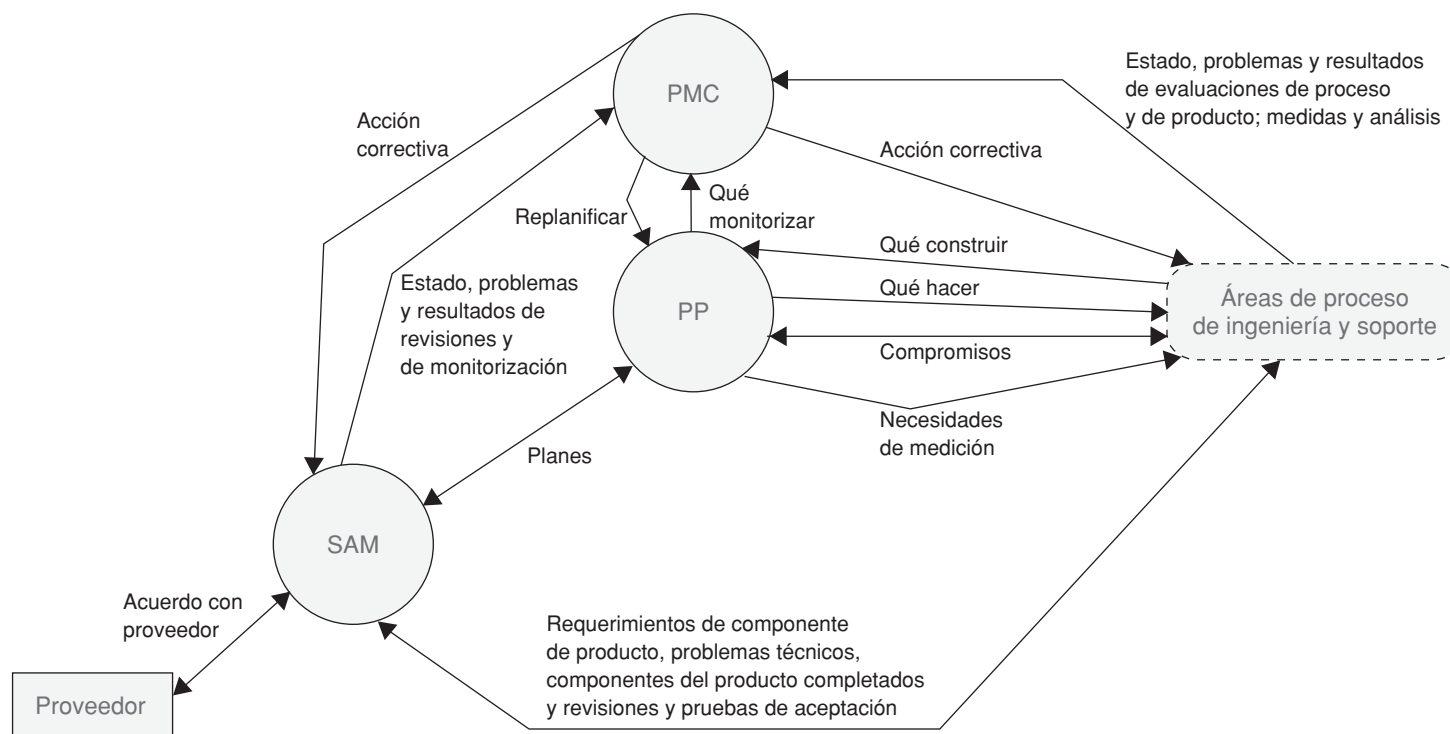 PMC
Estado, problemas y resultados
de evaluaciones de proceso
y de producto; medidas y análisis
Acción
correctiva
Acción correctiva
Replanificar
Qué
monitorizar
Qué construir
Estado, problemas
y resultados de
revisiones y
de monitorización
PP
Qué hacer
Áreas de proceso
de ingeniería y soporte
Compromisos
Necesidades
de medición
Planes
SAM
Acuerdo con
proveedor
Requerimientos de componente
de producto, problemas técnicos,
componentes del producto completados
y revisiones y pruebas de aceptación
Proveedor